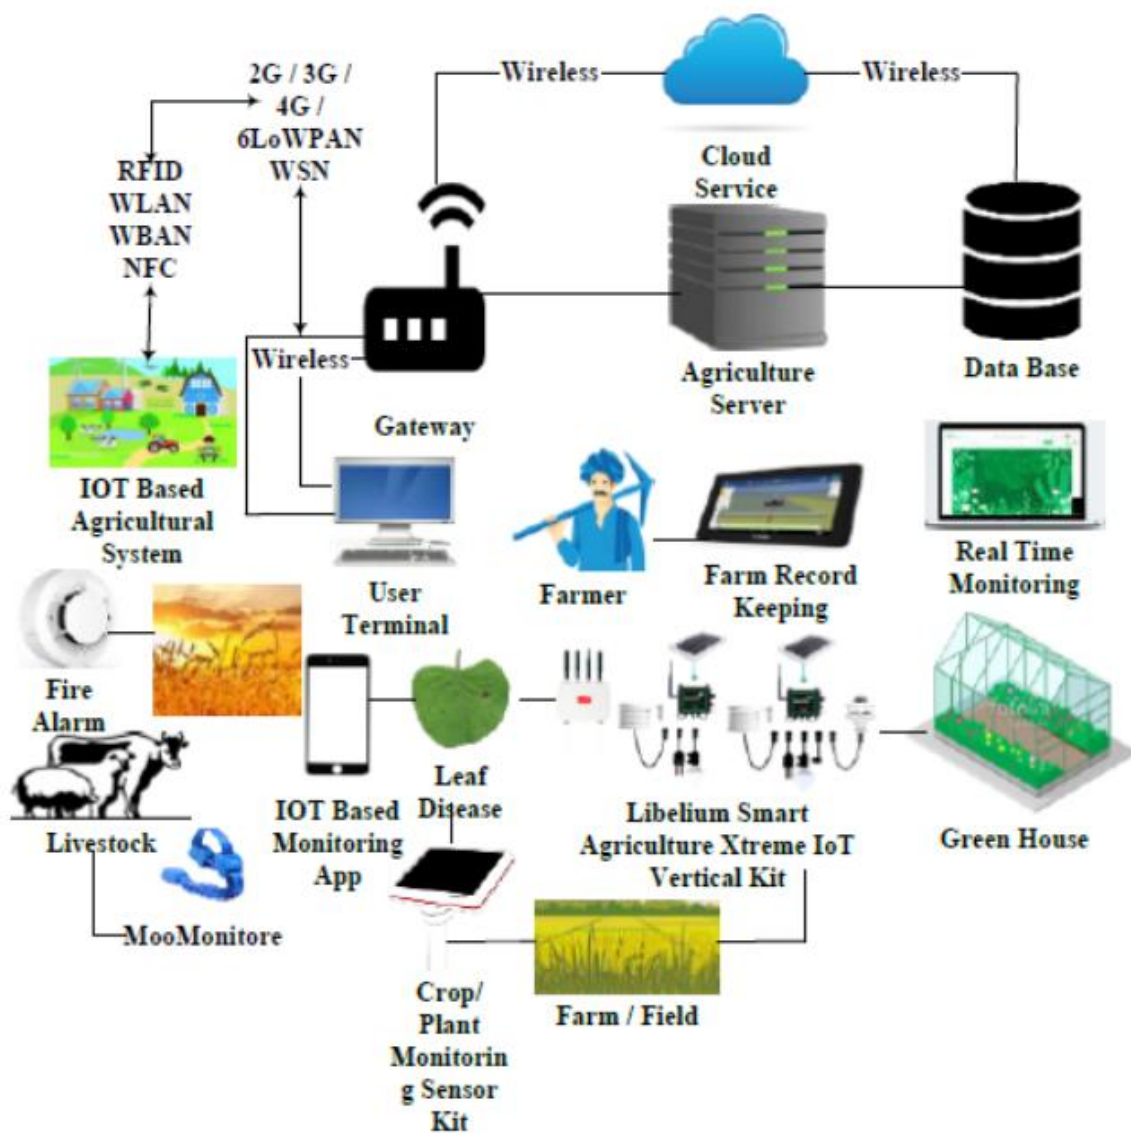 2G / 3G /
4G /
6LoWPAN
WSN
Wireless
Wireless
RFID
WLAN
WBAN
NFC
Cloud
Service
Wireless
Gateway
Agriculture
Server
Data Base
IOT Based
Agricultural
System
User
Terminal
Farmer
Farm Record
Keeping
Real Time
Monitoring
Fire
Alarm
Livestock
MooMonitore
IOT Based
Monitoring
App
Leaf
Disease
Libelium Smart
Agriculture Xtreme IoT
Vertical Kit
Green House
Crop/
Plant
Monitorin
g Sensor
Kit
Farm / Field